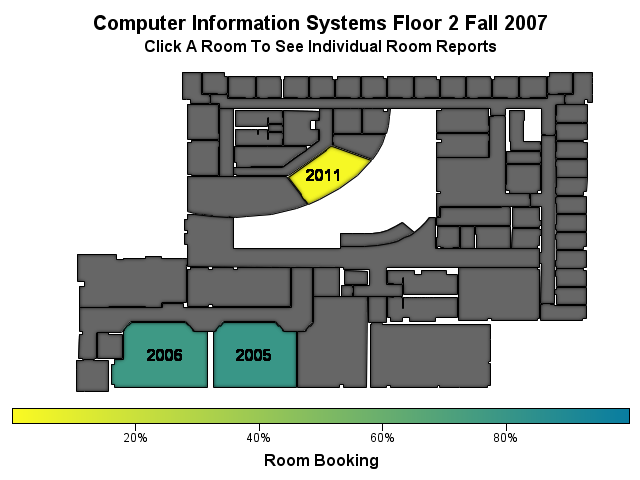 Computer Information Systems Floor 2 Fall 2007
Click A Room To See Individual Room Reports
2011
2006 2005
20% 40% 60% 80%
Room Booking